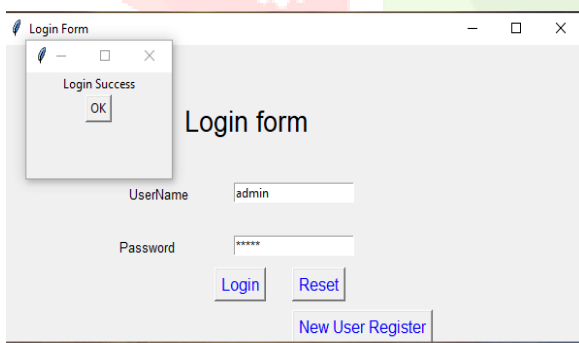 Login Form
Login Success
OK
Login form
UserName
admin
Password
*****
Login Reset
New User Register